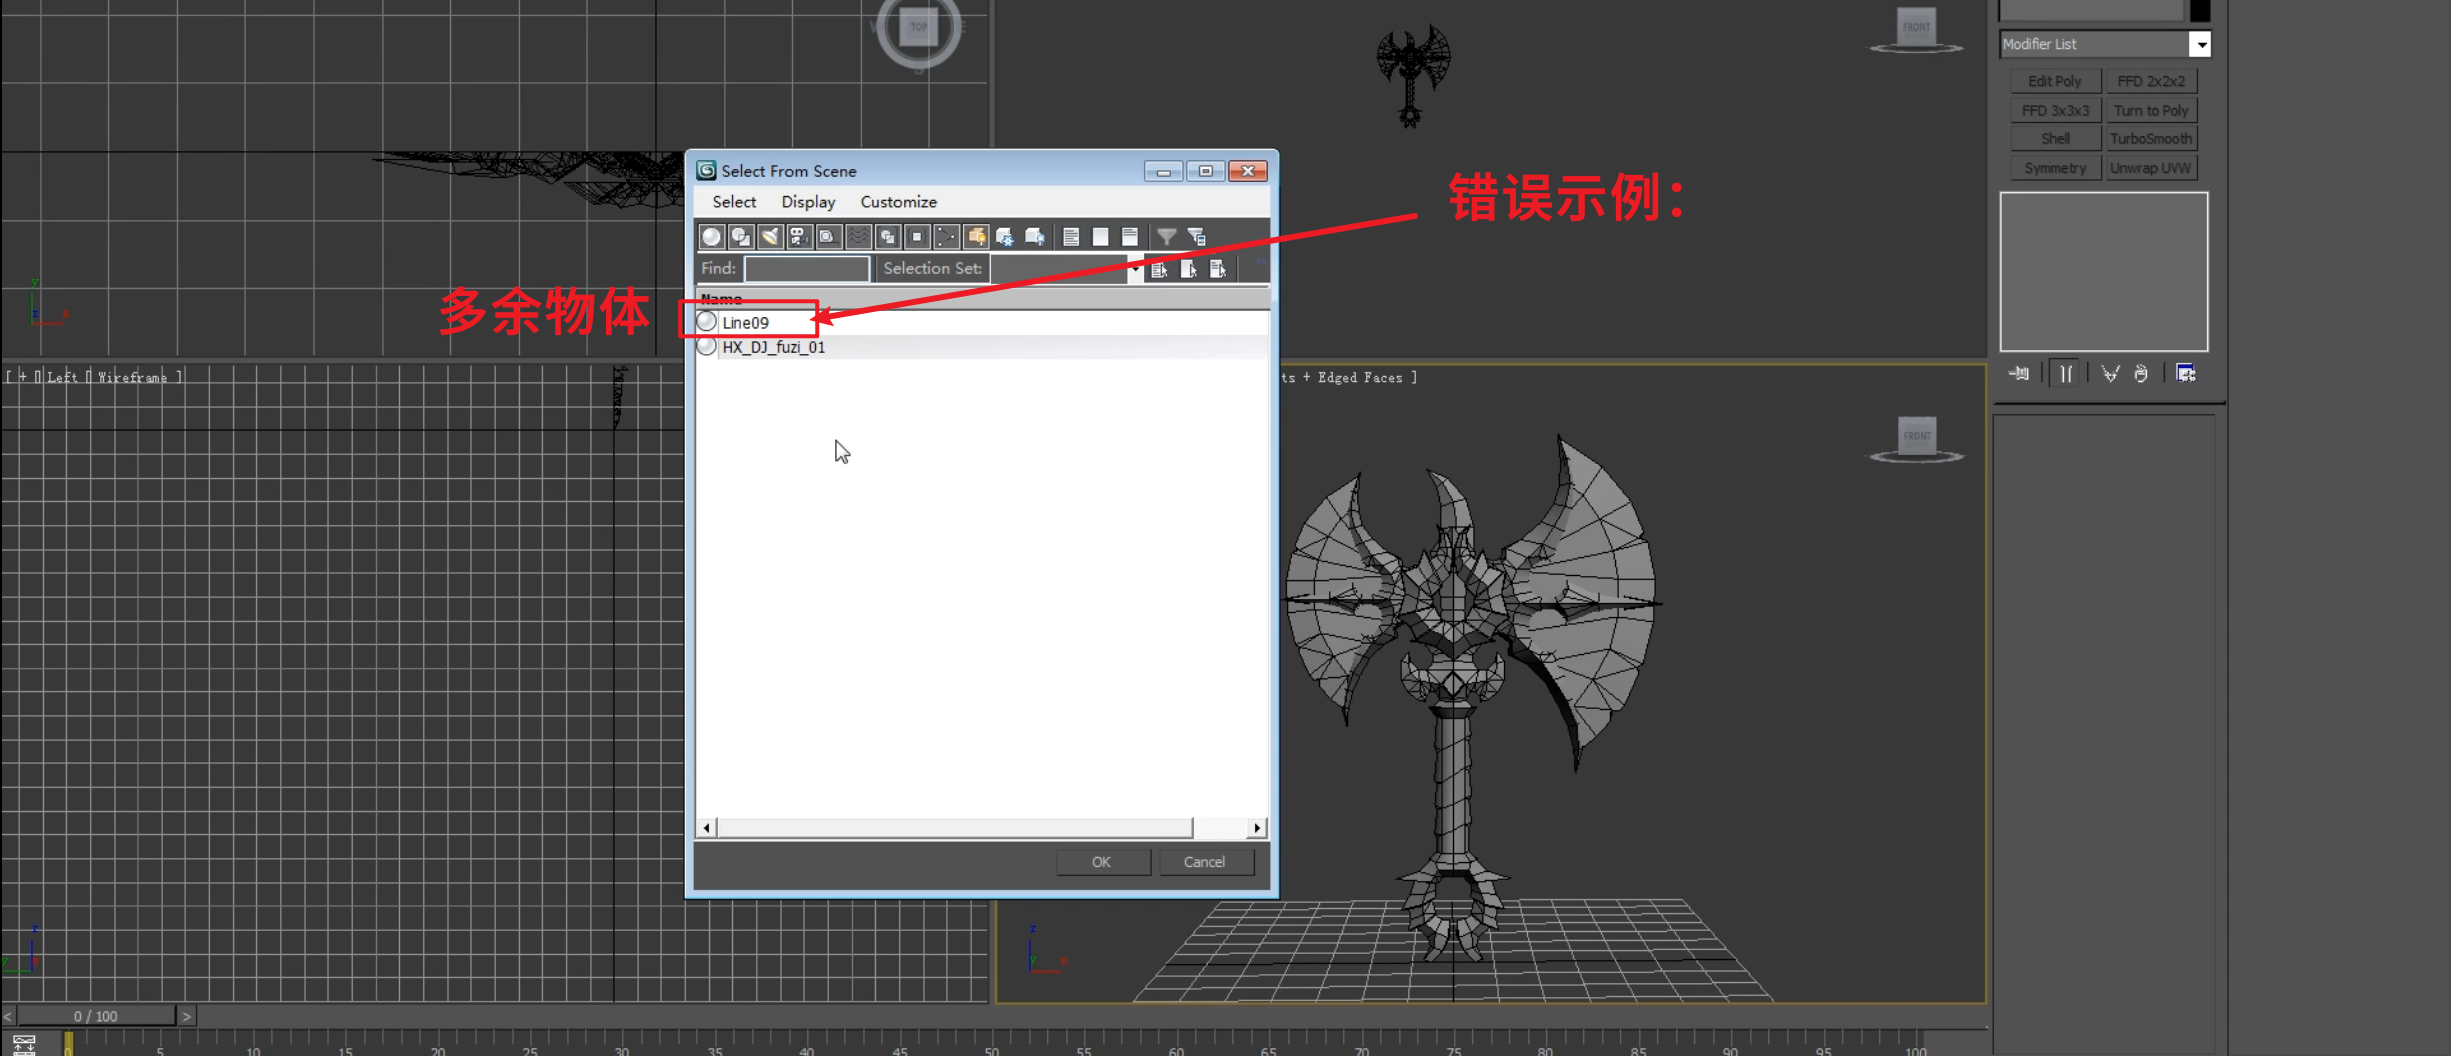 TOP
S
FRONT
Modifier List
Edit Poly
FFD 2x2x2
FFD 3x3x3
Turn to Poly
Shell
TurboSmooth
Symmetry
Unwrap UVW
Select From Scene
Select
Display
Customize
错误示例：
Find:
Selection Set:
多余物体
Name
Line09
HX_DJ_fuzi_01
[ + [] Left [ Wireframe ]
ts + Edged Faces ]
FRONT
OK
Cancel
y
z
x
z
y
z
y
x
< 0 / 100 >
0 5 10 15 20 25 30 35 40 45 50 55 60 65 70 75 80 85 90 95 100